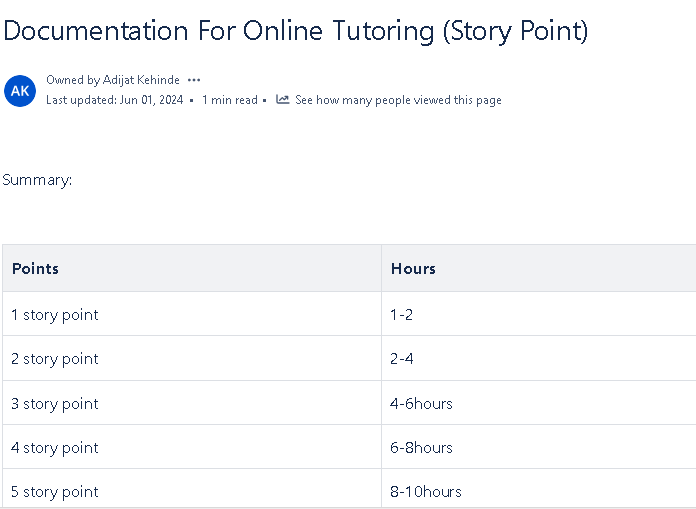 Documentation For Online Tutoring (Story Point)
AK
Owned by Adijat Kehinde •••
Last updated: Jun 01, 2024 • 1 min read • See how many people viewed this page
Summary:
Points Hours
1 story point 1-2
2 story point 2-4
3 story point 4-6hours
4 story point 6-8hours
5 story point 8-10hours